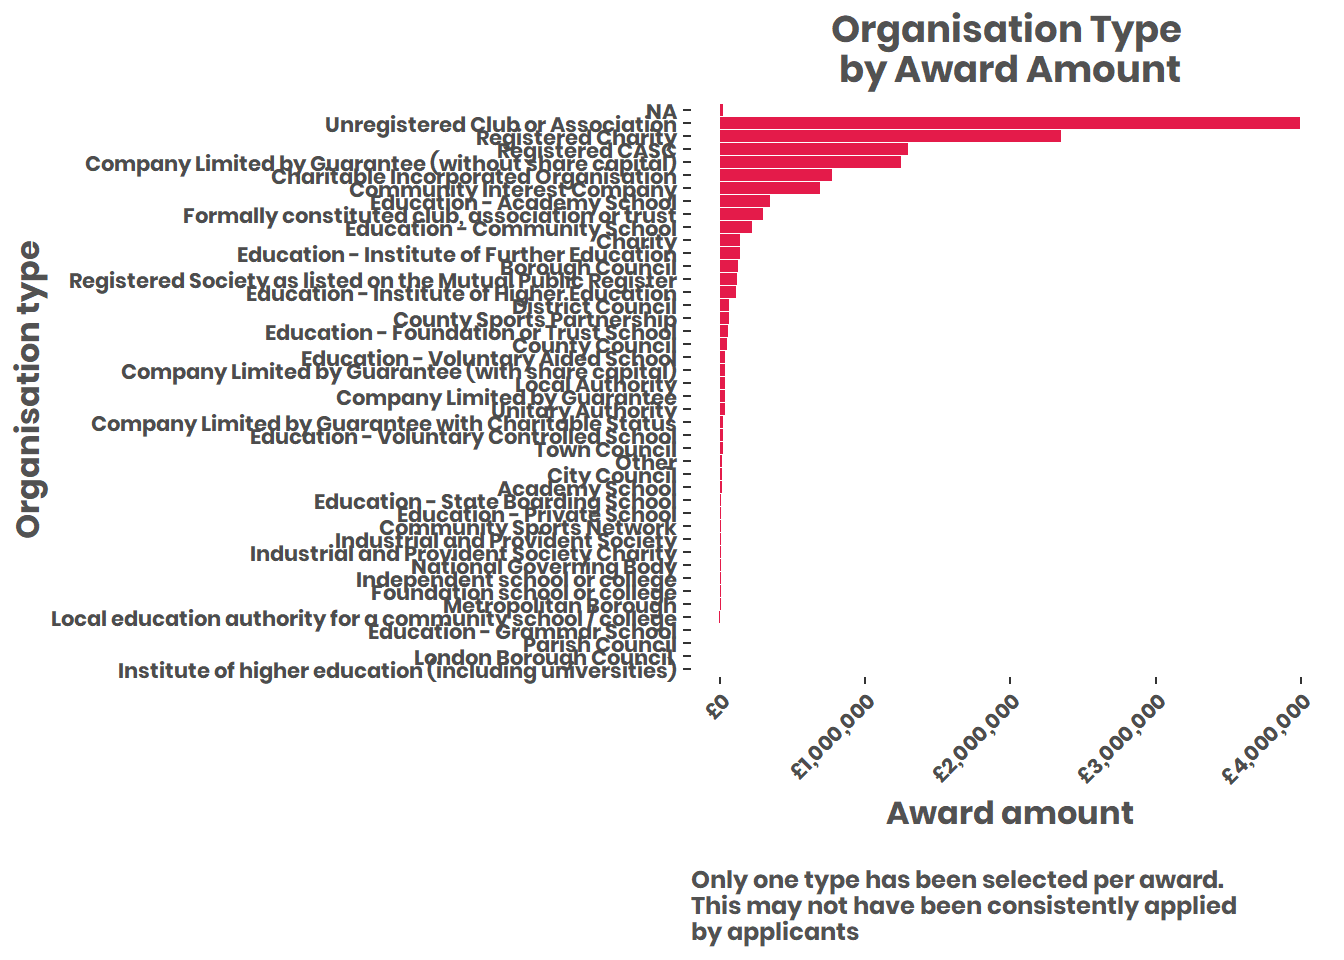 Organisation Type
by Award Amount
Organisation type
NA
Unregistered Club or Association
Registered Charity
Registered CASC
Company Limited by Guarantee (without share capital)
Charitable Incorporated Organisation
Community Interest Company
Education - Academy School
Formally constituted club, association or trust
Education - Community School
Charity
Education - Institute of Further Education
Borough Council
Registered Society as listed on the Mutual Public Register
Education - Institute of Higher Education
District Council
County Sports Partnership
Education - Foundation or Trust School
County Council
Education - Voluntary Aided School
Company Limited by Guarantee (with share capital)
Local Authority
Company Limited by Guarantee
Unitary Authority
Company Limited by Guarantee with Charitable Status
Education - Voluntary Controlled School
Town Council
Other
City Council
Academy School
Education - State Boarding School
Education - Private School
Community Sports Network
Industrial and Provident Society
Industrial and Provident Society Charity
National Governing Body
Independent school or college
Foundation school or college
Metropolitan Borough
Local education authority for a community school / college
Education - Grammar School
Parish Council
London Borough Council
Institute of higher education (including universities)
£0
£1,000,000
£2,000,000
£3,000,000
£4,000,000
Award amount
Only one type has been selected per award.
This may not have been consistently applied
by applicants